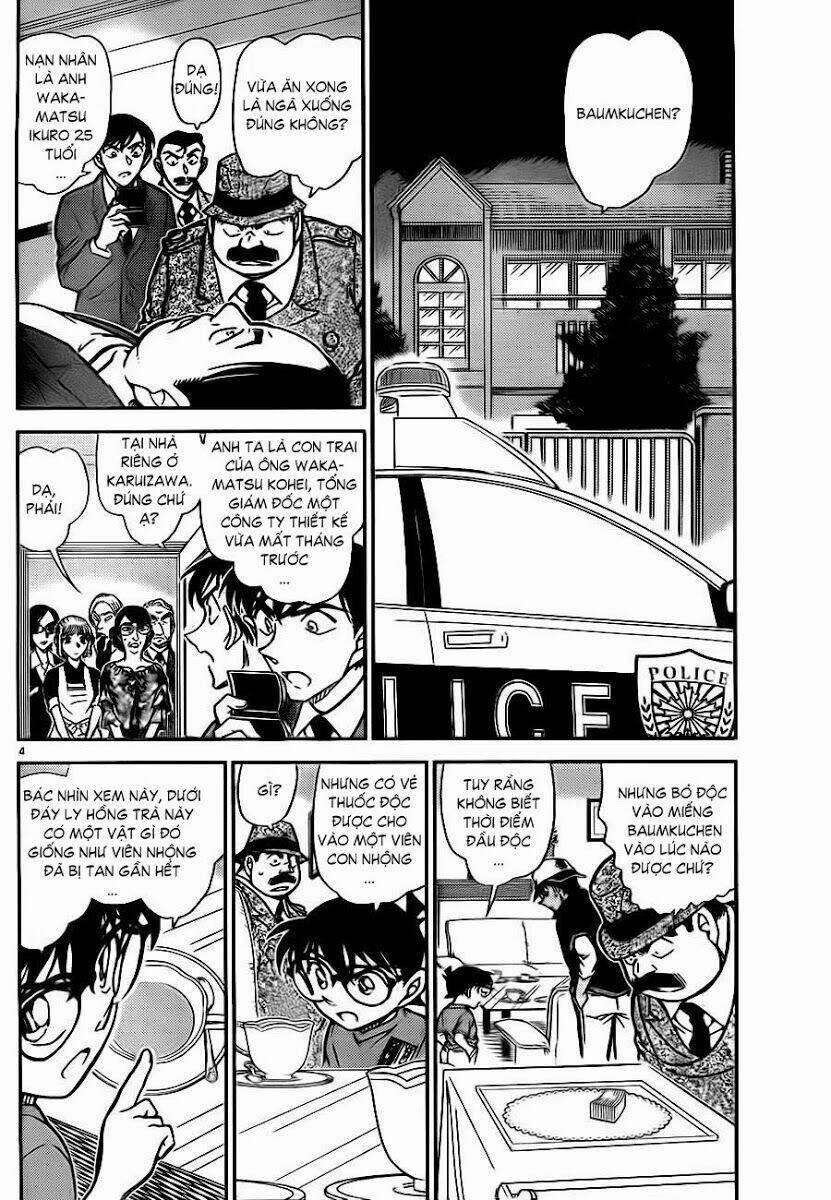 BAUMKUCHEN?
LICE
POLICE
VỪA ĂN XONG
LÀ NGÃ XUỐNG
ĐÚNG KHÔNG?
DẠ
ĐÚNG!
NẠN NHÂN
LÀ ANH
WAKA-
MATSU
IKURO 25
TUỔI
...
ANH TA LÀ CON TRAI
CỦA ÔNG WAKA-
MATSU KOHEI, TỔNG
GIÁM ĐỐC MỘT
CÔNG TY THIẾT KẾ
VỪA MẤT THÁNG
TRƯỚC
...
TẠI NHÀ
RIÊNG Ở
KARUIZAWA.
ĐÚNG CHỨ
Ạ?
DẠ,
PHẢI!
4
NHƯNG BỎ ĐỘC
VÀO MIẾNG
BAUMKUCHEN
VÀO LÚC NÀO
ĐƯỢC CHỨ?
TUY RẰNG
KHÔNG BIẾT
THỜI ĐIỂM
ĐẦU ĐỘC
...
NHƯNG CÓ VẺ
THUỐC ĐỘC
ĐƯỢC CHO
VÀO MỘT VIÊN
CON NHỘNG
...
GÌ?
BÁC NHÌN XEM NÀY, DƯỚI
ĐÁY LY HỒNG TRÀ NÀY
CÓ MỘT VẬT GÌ ĐÓ
GIỐNG NHƯ VIÊN NHỘNG
ĐÃ BỊ TAN GẦN HẾT
...